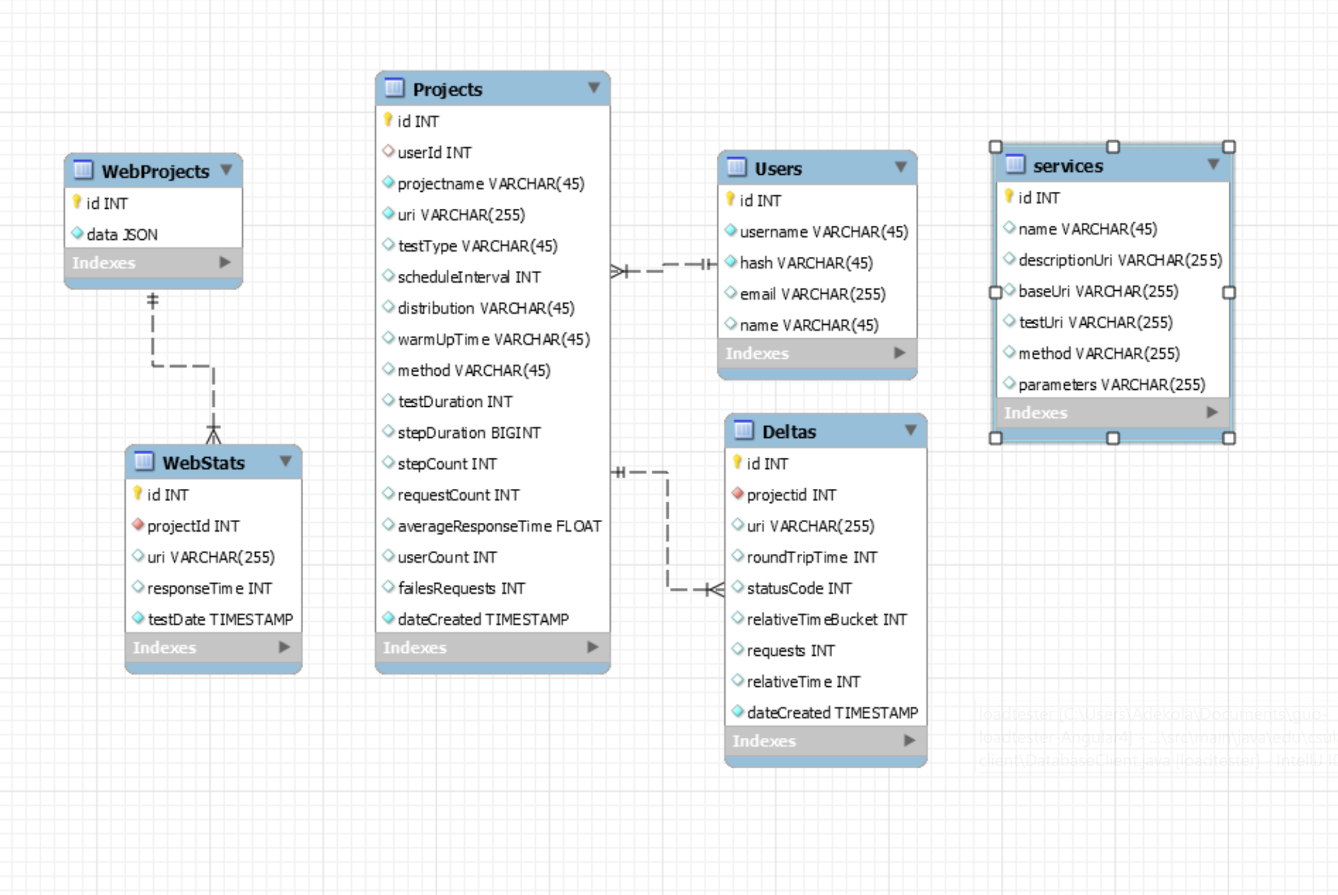 WebProjects
id INT
data JSON
Indexes
WebStats
id INT
projectId INT
uri VARCHAR(255)
responseTime INT
testDate TIMESTAMP
Indexes
Projects
id INT
userId INT
projectname VARCHAR(45)
uri VARCHAR(255)
testType VARCHAR(45)
scheduleInterval INT
distribution VARCHAR(45)
warmUpTime VARCHAR(45)
method VARCHAR(45)
testDuration INT
stepDuration BIGINT
stepCount INT
requestCount INT
averageResponseTime FLOAT
userCount INT
failesRequests INT
dateCreated TIMESTAMP
Indexes
Users
id INT
username VARCHAR(45)
hash VARCHAR(45)
email VARCHAR(255)
name VARCHAR(45)
Indexes
Deltas
id INT
projectid INT
uri VARCHAR(255)
roundTripTime INT
statusCode INT
relativeTimeBucket INT
requests INT
relativeTime INT
dateCreated TIMESTAMP
Indexes
services
id INT
name VARCHAR(45)
descriptionUri VARCHAR(255)
baseUri VARCHAR(255)
testUri VARCHAR(255)
method VARCHAR(255)
parameters VARCHAR(255)
Indexes